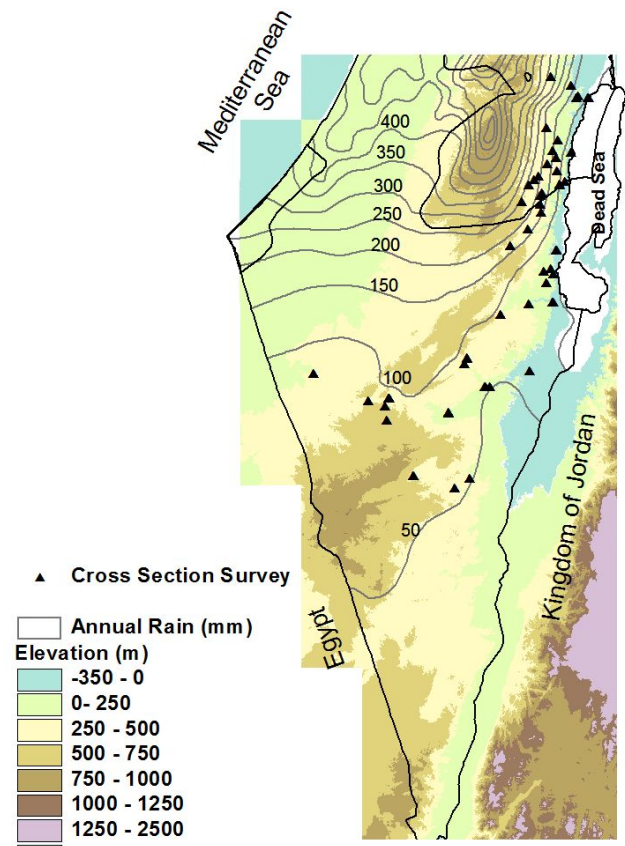 Mediterranean
Sea
400
350
300
250
200
150
100
50
Dead Sea
Kingdom of Jordan
Egypt
Cross Section Survey
Annual Rain (mm)
Elevation (m)
-350 - 0
0- 250
250 - 500
500 - 750
750 - 1000
1000 - 1250
1250 - 2500